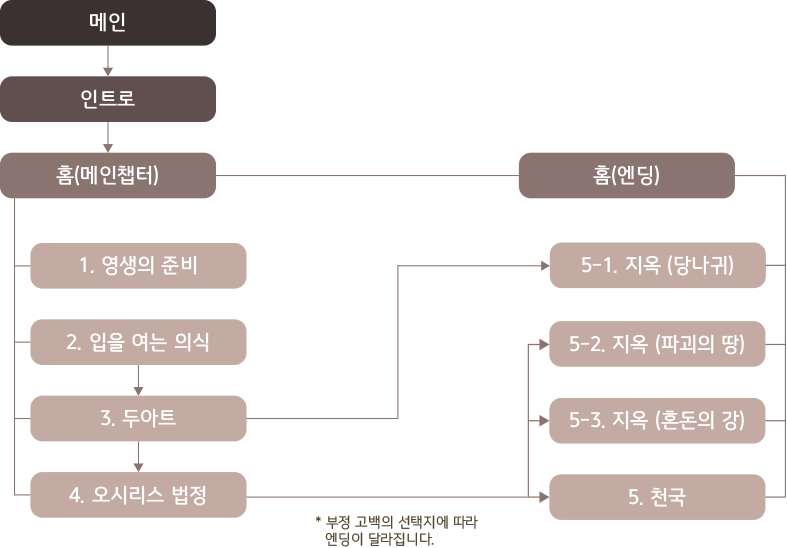 메인
인트로
홈(메인챕터)
홈(엔딩)
1. 영생의 준비
2. 입을 여는 의식
3. 두아트
4. 오시리스 법정
5-1. 지옥 (당나귀)
5-2. 지옥 (파괴의 땅)
5-3. 지옥 (혼돈의 강)
5. 천국
* 부정 고백의 선택지에 따라
엔딩이 달라집니다.